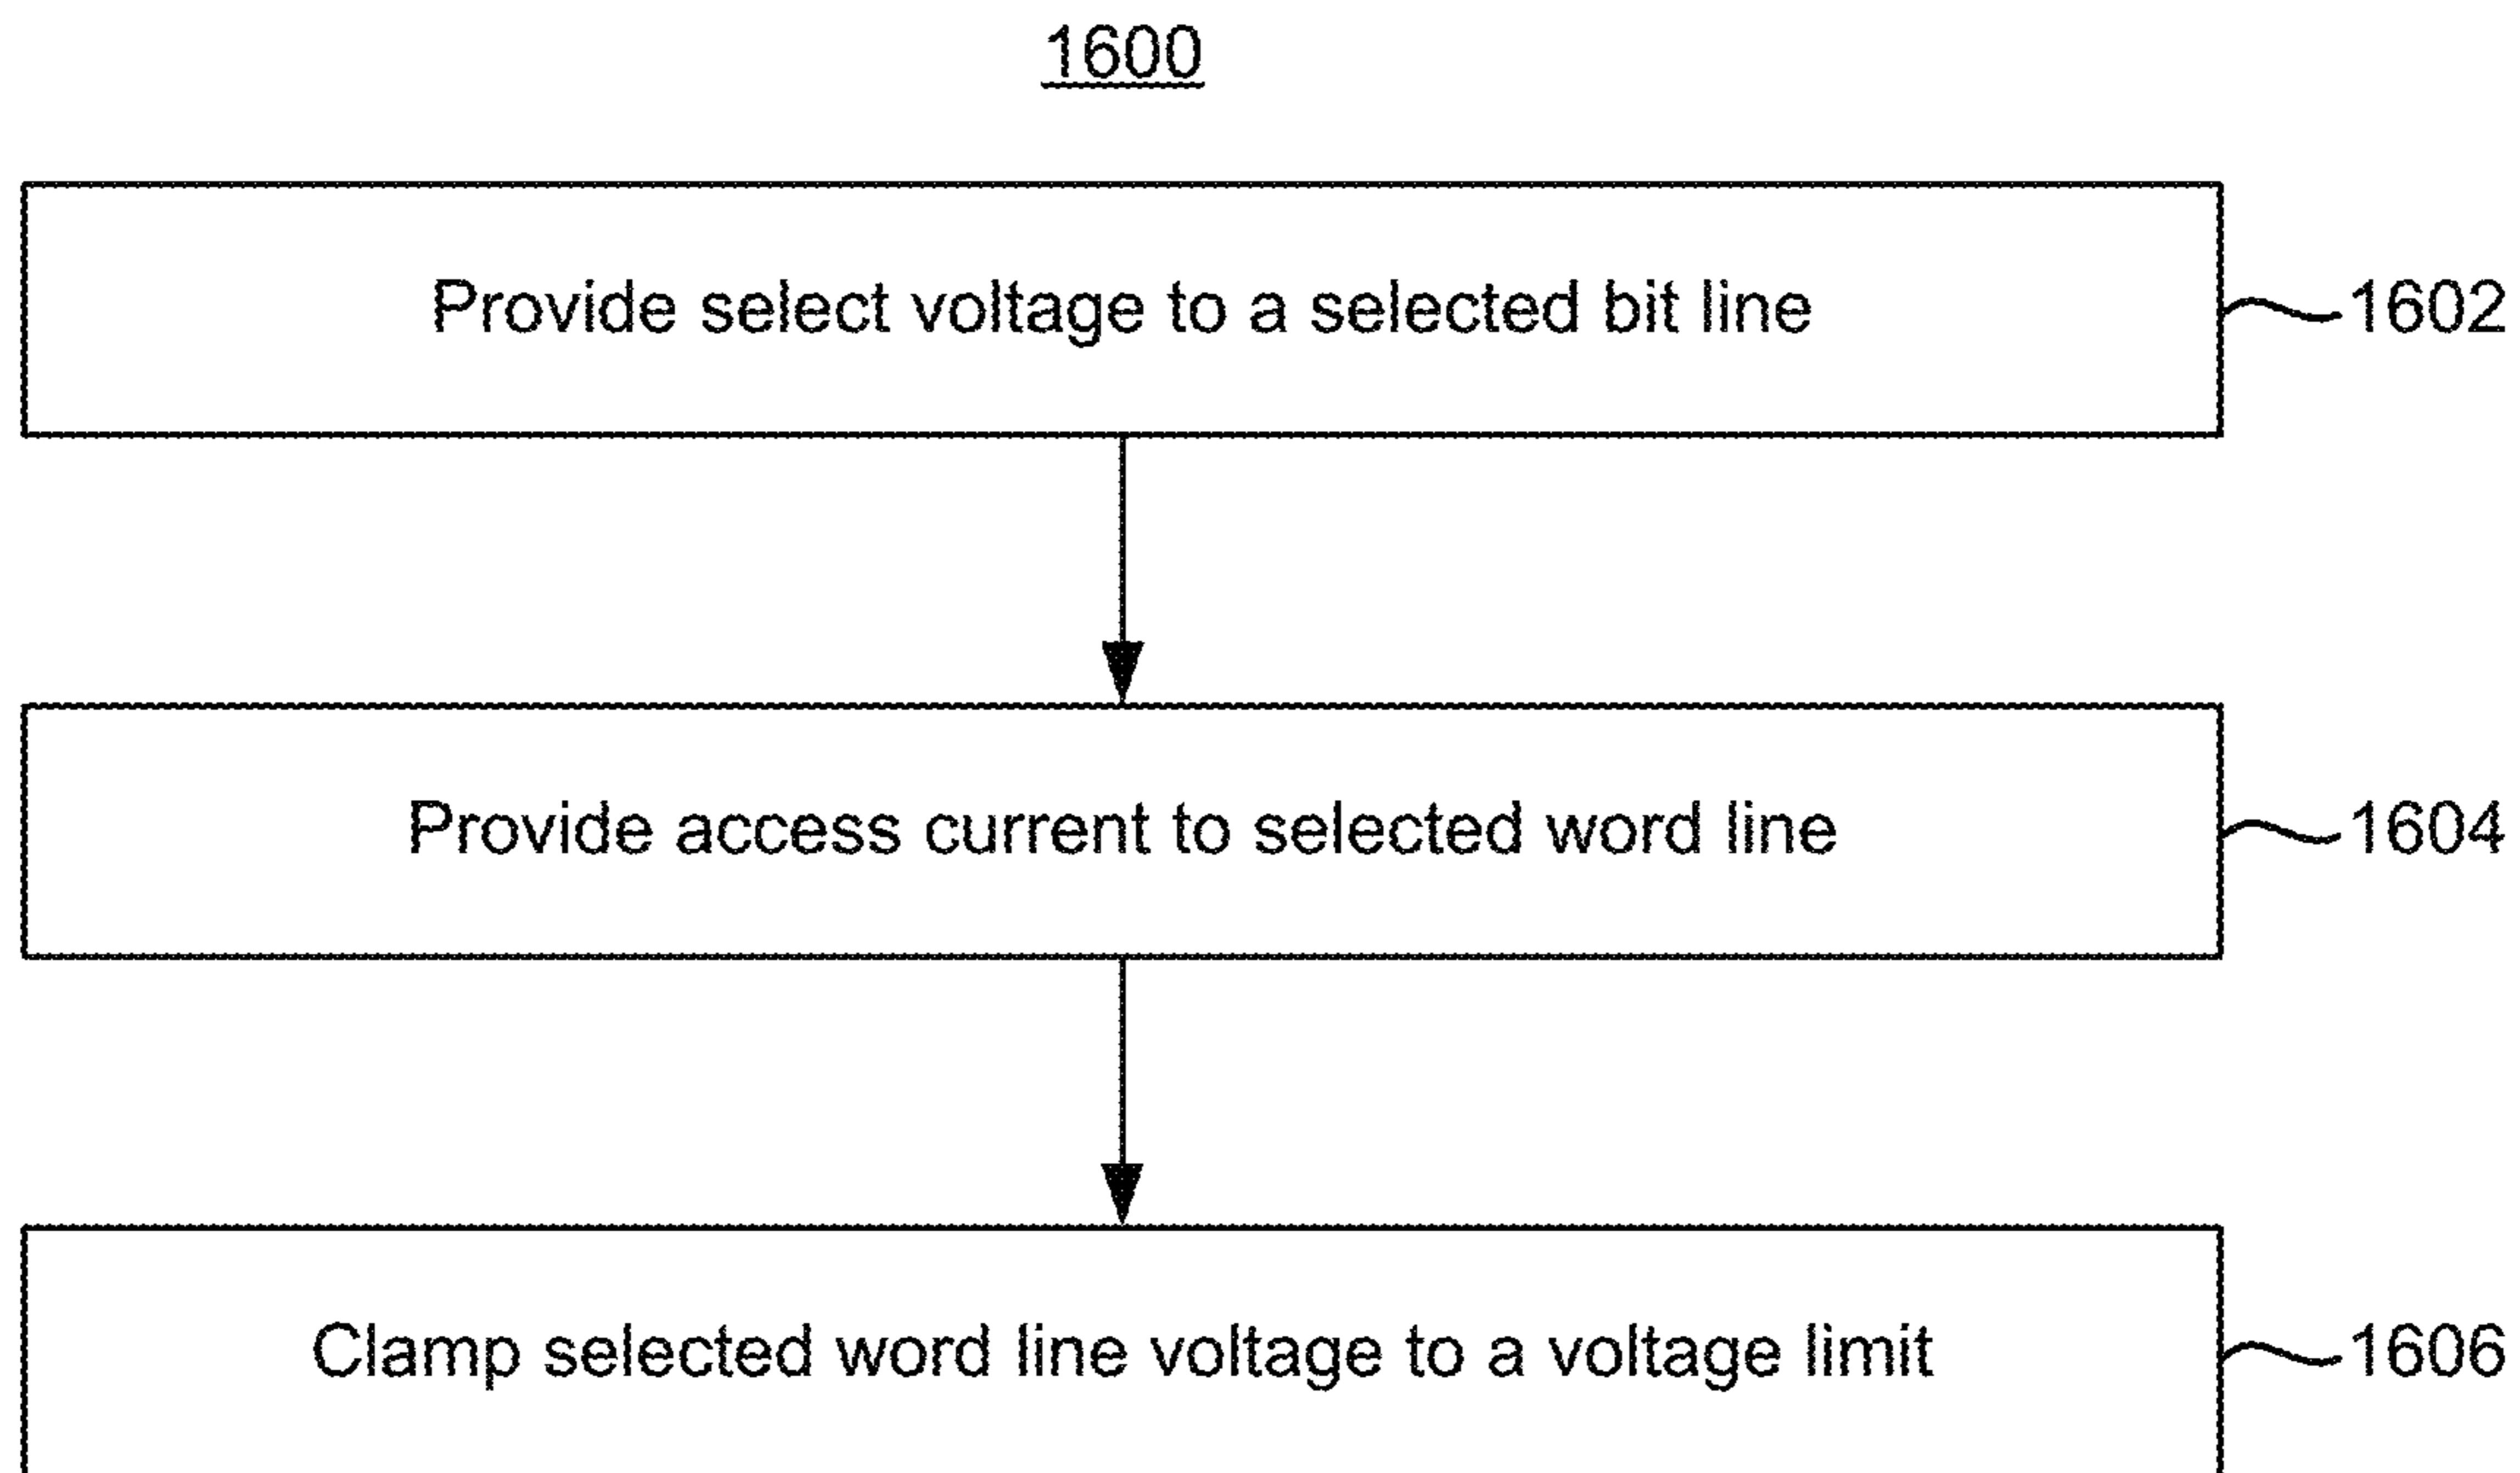 1600
Provide select voltage to a selected bit line
1602
Provide access current to selected word line
1604
Clamp selected word line voltage to a voltage limit
1606